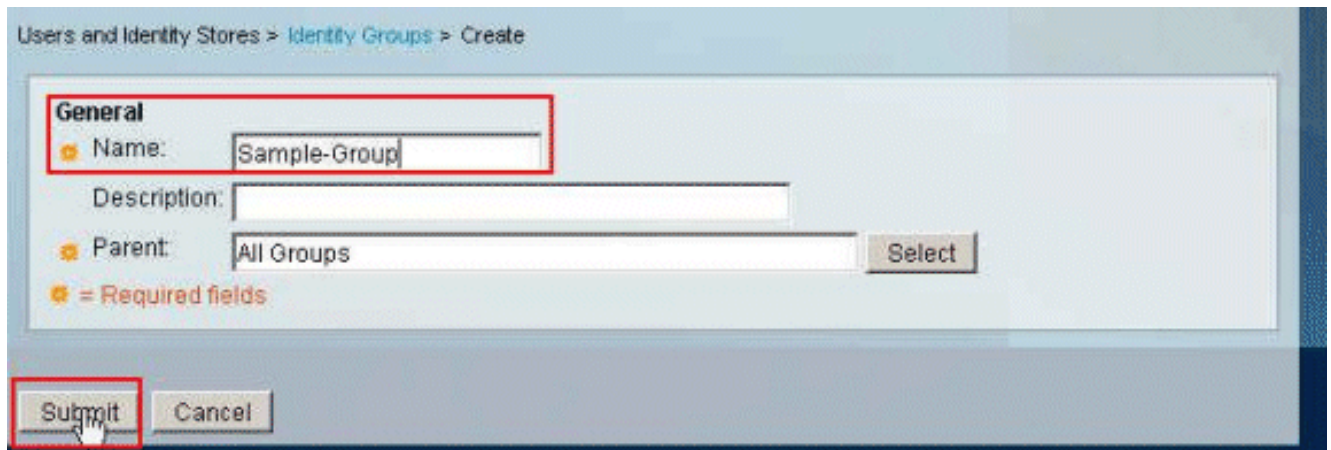 Users and Identity Stores > Identity Groups > Create
General
Name: Sample-Group
Description:
Parent: All Groups Select
= Required fields
Submit Cancel